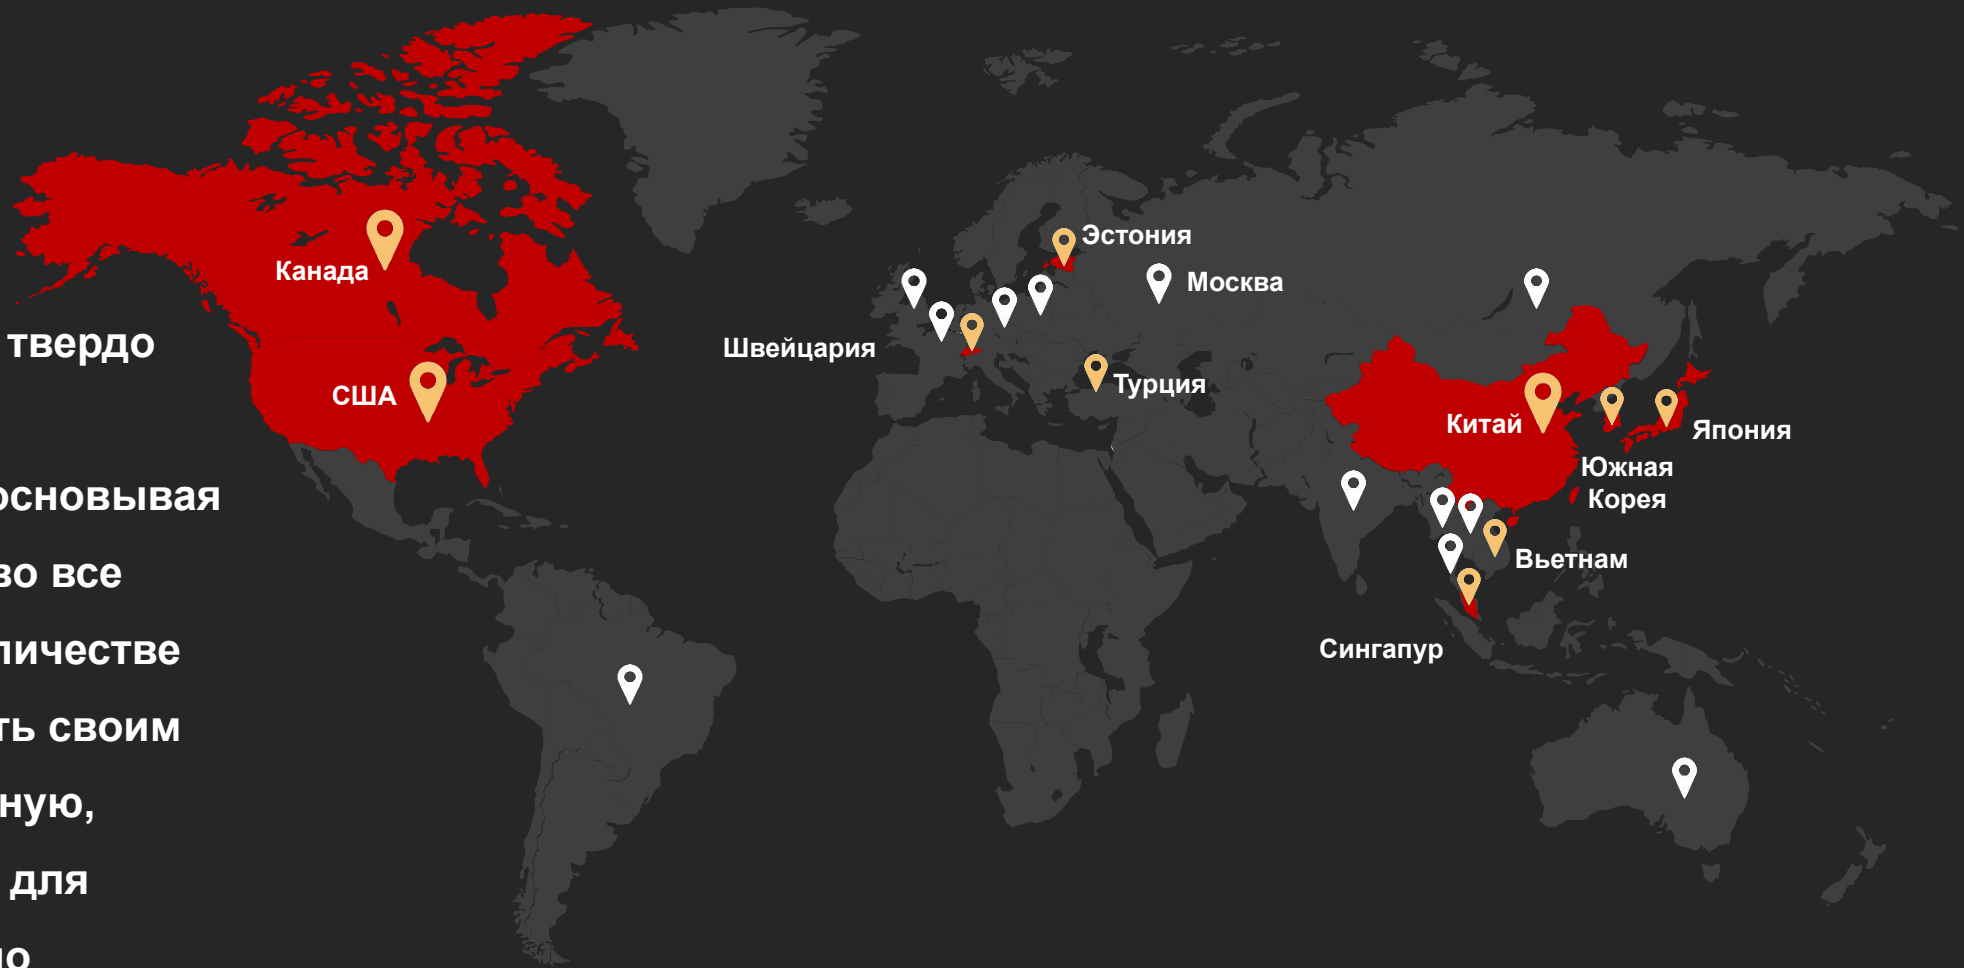 твердо
основывая
во все
личестве
ть своим
ную,
для
Канада
США
Швейцария
Эстония
Москва
Турция
Китай
Япония
Южная
Корея
Вьетнам
Сингапур